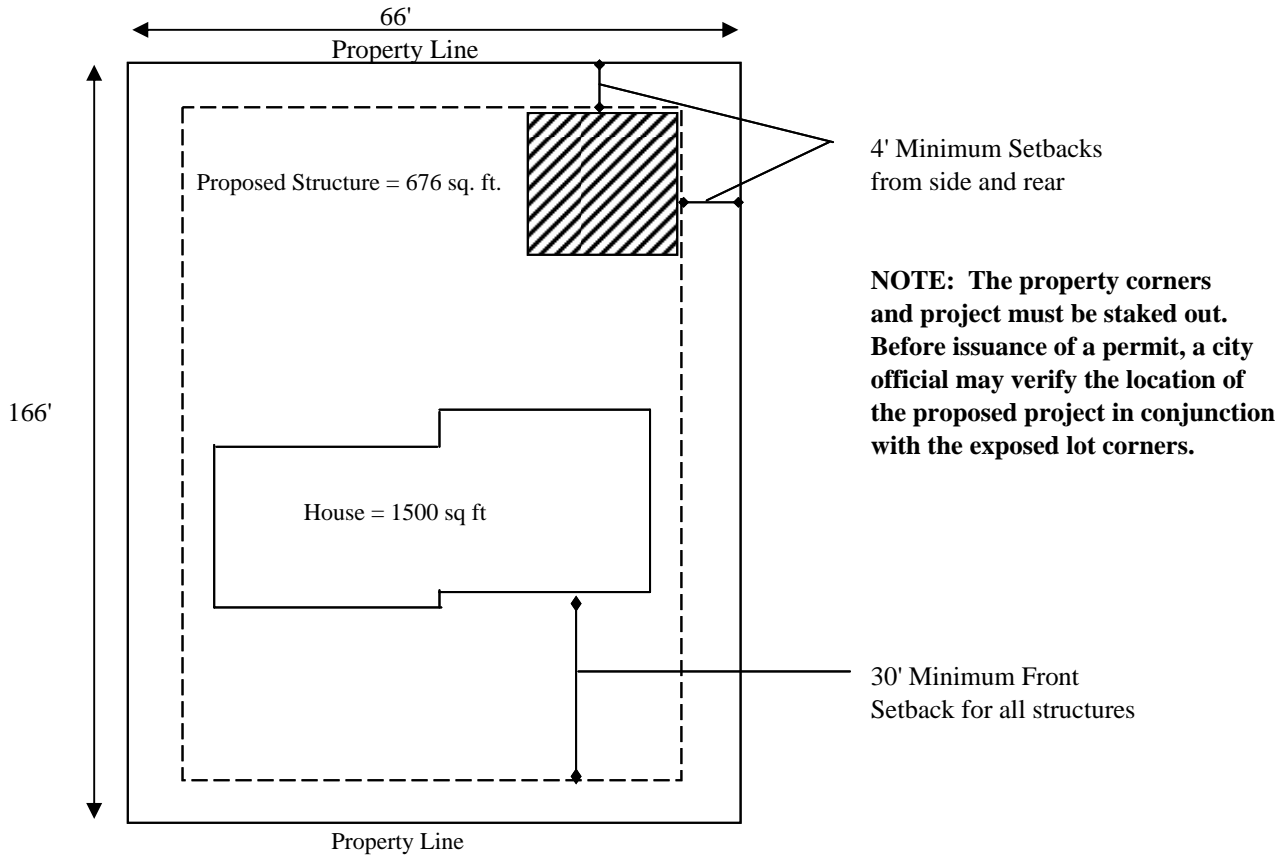 66'
Property Line
4' Minimum Setbacks
from side and rear
Proposed Structure = 676 sq. ft.
NOTE: The property corners
and project must be staked out.
Before issuance of a permit, a city
official may verify the location of
the proposed project in conjunction
with the exposed lot corners.
166'
House = 1500 sq ft
30' Minimum Front
Setback for all structures
Property Line